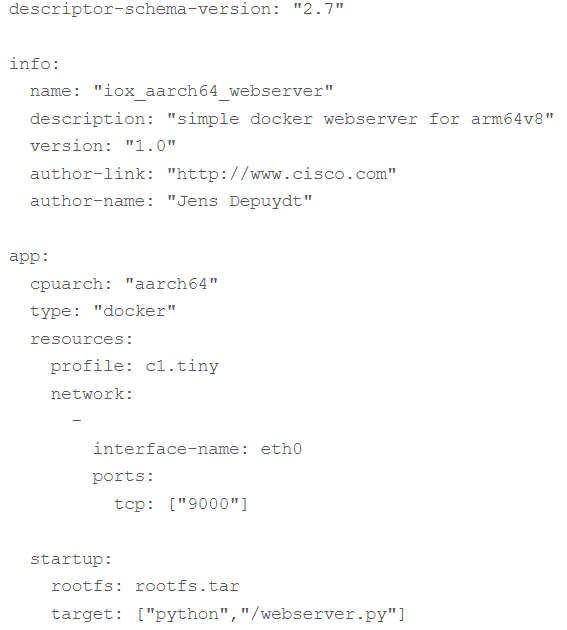 descriptor-schema-version: "2.7"

info:
  name: "iox_aarch64_webserver"
  description: "simple docker webserver for arm64v8"
  version: "1.0"
  author-link: "http://www.cisco.com"
  author-name: "Jens Depuydt"

app:
  cpuarch: "aarch64"
  type: "docker"
  resources:
    profile: c1.tiny
    network:
      -
        interface-name: eth0
        ports:
          tcp: ["9000"]

  startup:
    rootfs: rootfs.tar
    target: ["python","/webserver.py"]